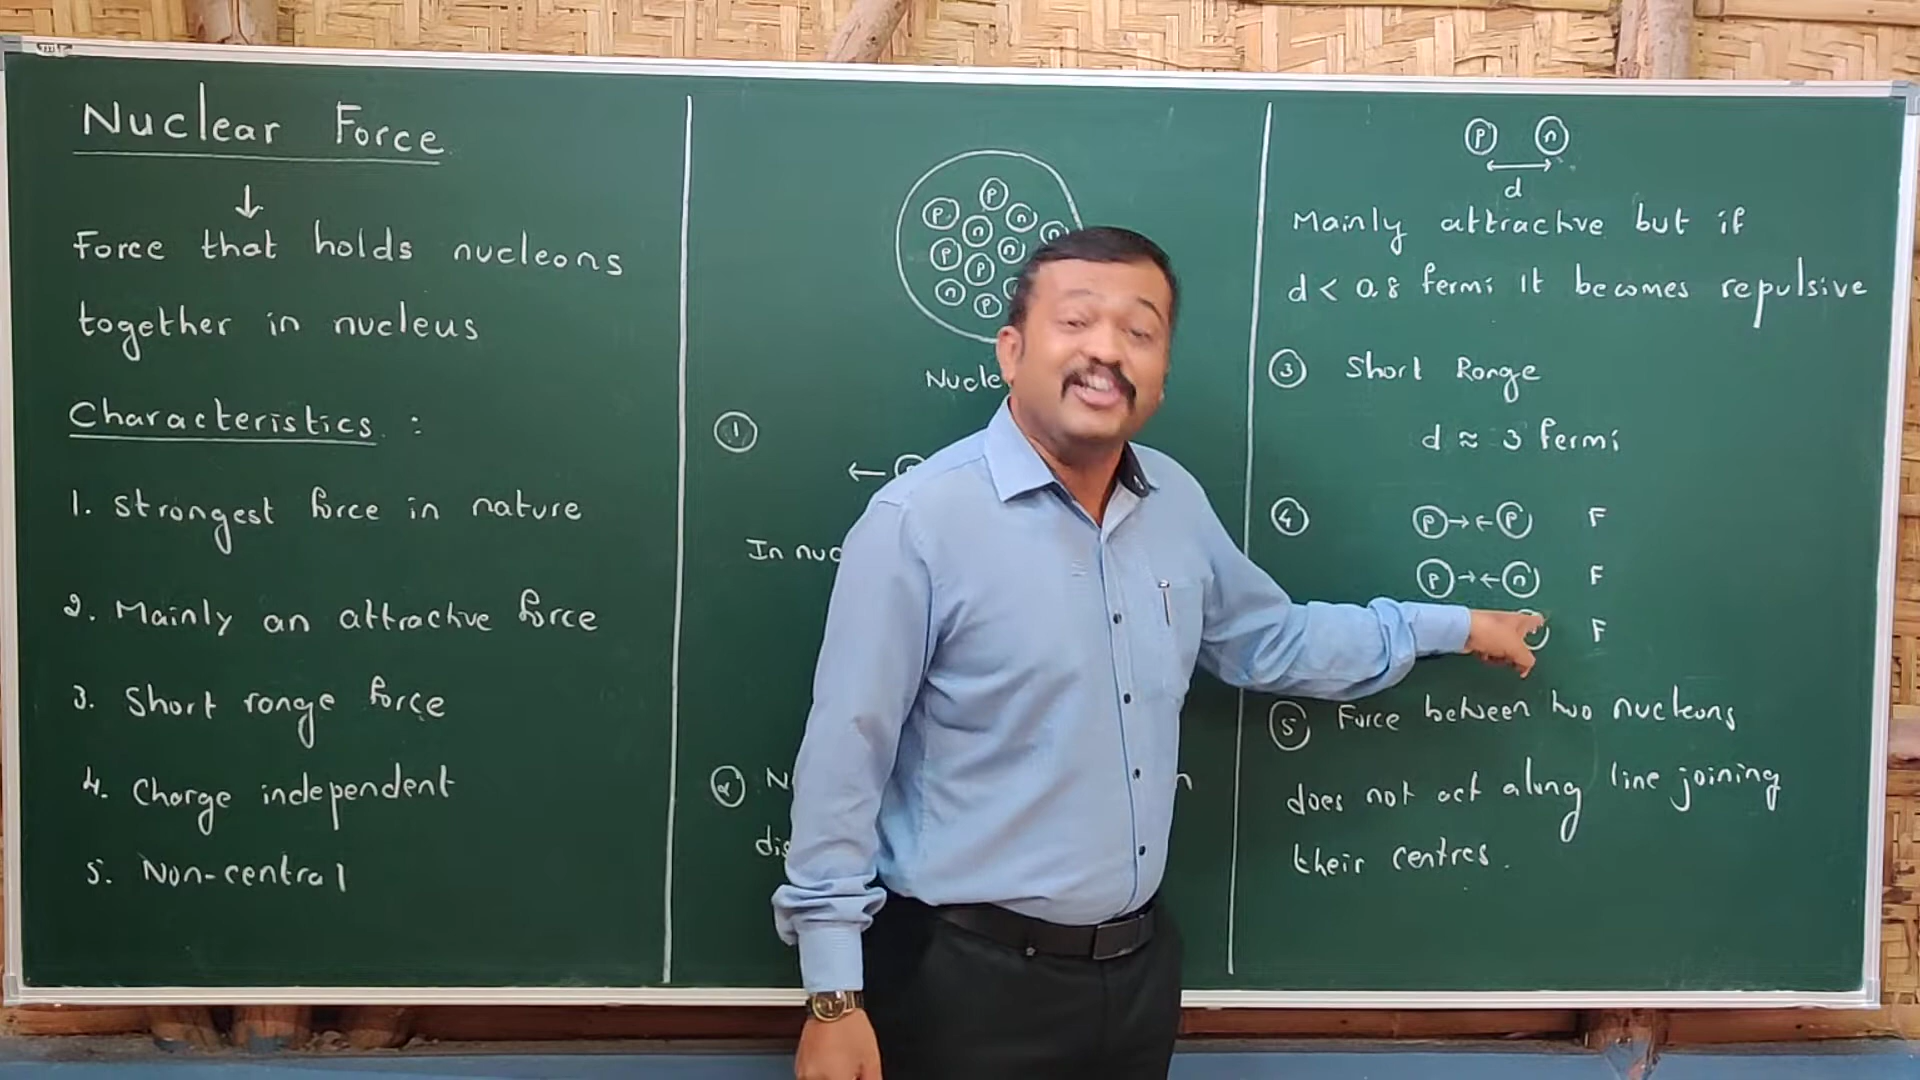 Nuclear Force
↓
Force that holds nucleons
together in nucleus
Characteristics :
1. Strongest force in nature
2. Mainly an attractive force
3. Short range force
4. Charge independent
5. Non-central
p
p n
n n
p n
p
n
p
①
←
In
②
p n
d
Mainly attractive but if
d < 0.8 fermi it becomes repulsive
③ Short Range
d ≈ 3 fermi
④ p → ← p F
p → ← n F
F
⑤ Force between two nucleons
does not act along line joining
their centres.